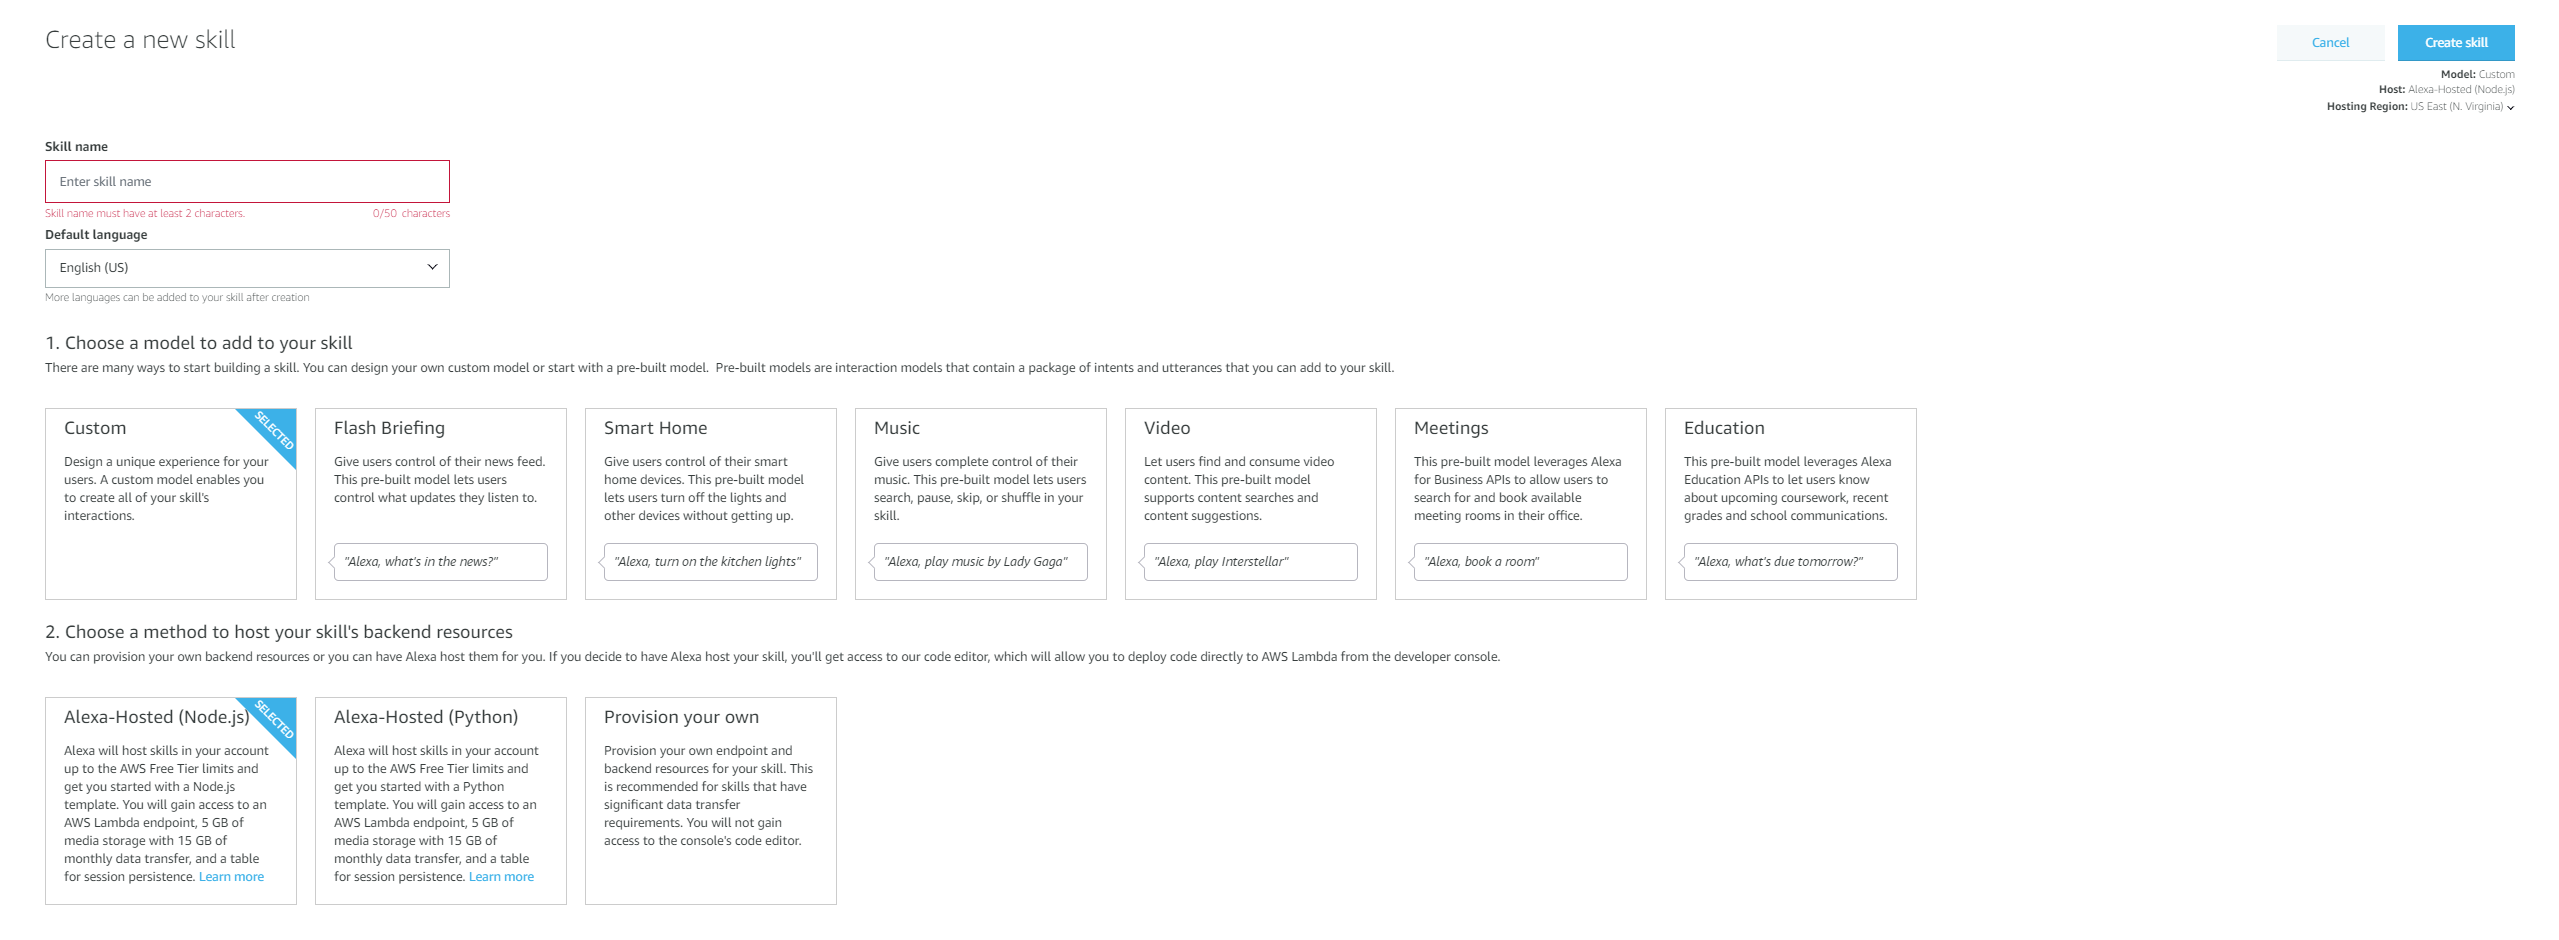 Create a new skill
Cancel
Create skill
Model: Custom
Host: Alexa-Hosted (Node.js)
Hosting Region: US East (N. Virginia)
Skill name
Enter skill name
Skill name must have at least 2 characters.
0/50 characters
Default language
English (US)
More languages can be added to your skill after creation
1. Choose a model to add to your skill
There are many ways to start building a skill. You can design your own custom model or start with a pre-built model. Pre-built models are interaction models that contain a package of intents and utterances that you can add to your skill.
Custom
SELECTED
Design a unique experience for your
users. A custom model enables you
to create all of your skill's
interactions.
Flash Briefing
Give users control of their news feed.
This pre-built model lets users
control what updates they listen to.
"Alexa, what's in the news?"
Smart Home
Give users control of their smart
home devices. This pre-built model
lets users turn off the lights and
other devices without getting up.
"Alexa, turn on the kitchen lights"
Music
Give users complete control of their
music. This pre-built model lets users
search, pause, skip, or shuffle in your
skill.
"Alexa, play music by Lady Gaga"
Video
Let users find and consume video
content. This pre-built model
supports content searches and
content suggestions.
"Alexa, play Interstellar"
Meetings
This pre-built model leverages Alexa
for Business APIs to allow users to
search for and book available
meeting rooms in their office.
"Alexa, book a room"
Education
This pre-built model leverages Alexa
Education APIs to let users know
about upcoming coursework, recent
grades and school communications.
"Alexa, what's due tomorrow?"
2. Choose a method to host your skill's backend resources
You can provision your own backend resources or you can have Alexa host them for you. If you decide to have Alexa host your skill, you'll get access to our code editor, which will allow you to deploy code directly to AWS Lambda from the developer console.
Alexa-Hosted (Node.js)
SELECTED
Alexa will host skills in your account
up to the AWS Free Tier limits and
get you started with a Node.js
template. You will gain access to an
AWS Lambda endpoint, 5 GB of
media storage with 15 GB of
monthly data transfer, and a table
for session persistence. Learn more
Alexa-Hosted (Python)
Alexa will host skills in your account
up to the AWS Free Tier limits and
get you started with a Python
template. You will gain access to an
AWS Lambda endpoint, 5 GB of
media storage with 15 GB of
monthly data transfer, and a table
for session persistence. Learn more
Provision your own
Provision your own endpoint and
backend resources for your skill. This
is recommended for skills that have
significant data transfer
requirements. You will not gain
access to the console's code editor.